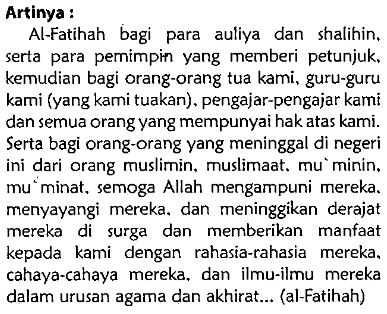 Artinya :
Al-Fatihah bagi para auliya dan shalihin,
serta para pemimpin yang memberi petunjuk,
kemudian bagi orang-orang tua kami, guru-guru
kami (yang kami tuakan), pengajar-pengajar kami
dan semua orang yang mempunyai hak atas kami.
Serta bagi orang-orang yang meninggal di negeri
ini dari orang muslimin, muslimaat, mu`minin,
mu`minat, semoga Allah mengampuni mereka,
menyayangi mereka, dan meninggikan derajat
mereka di surga dan memberikan manfaat
kepada kami dengan rahasia-rahasia mereka,
cahaya-cahaya mereka, dan ilmu-ilmu mereka
dalam urusan agama dan akhirat... (al-Fatihah)